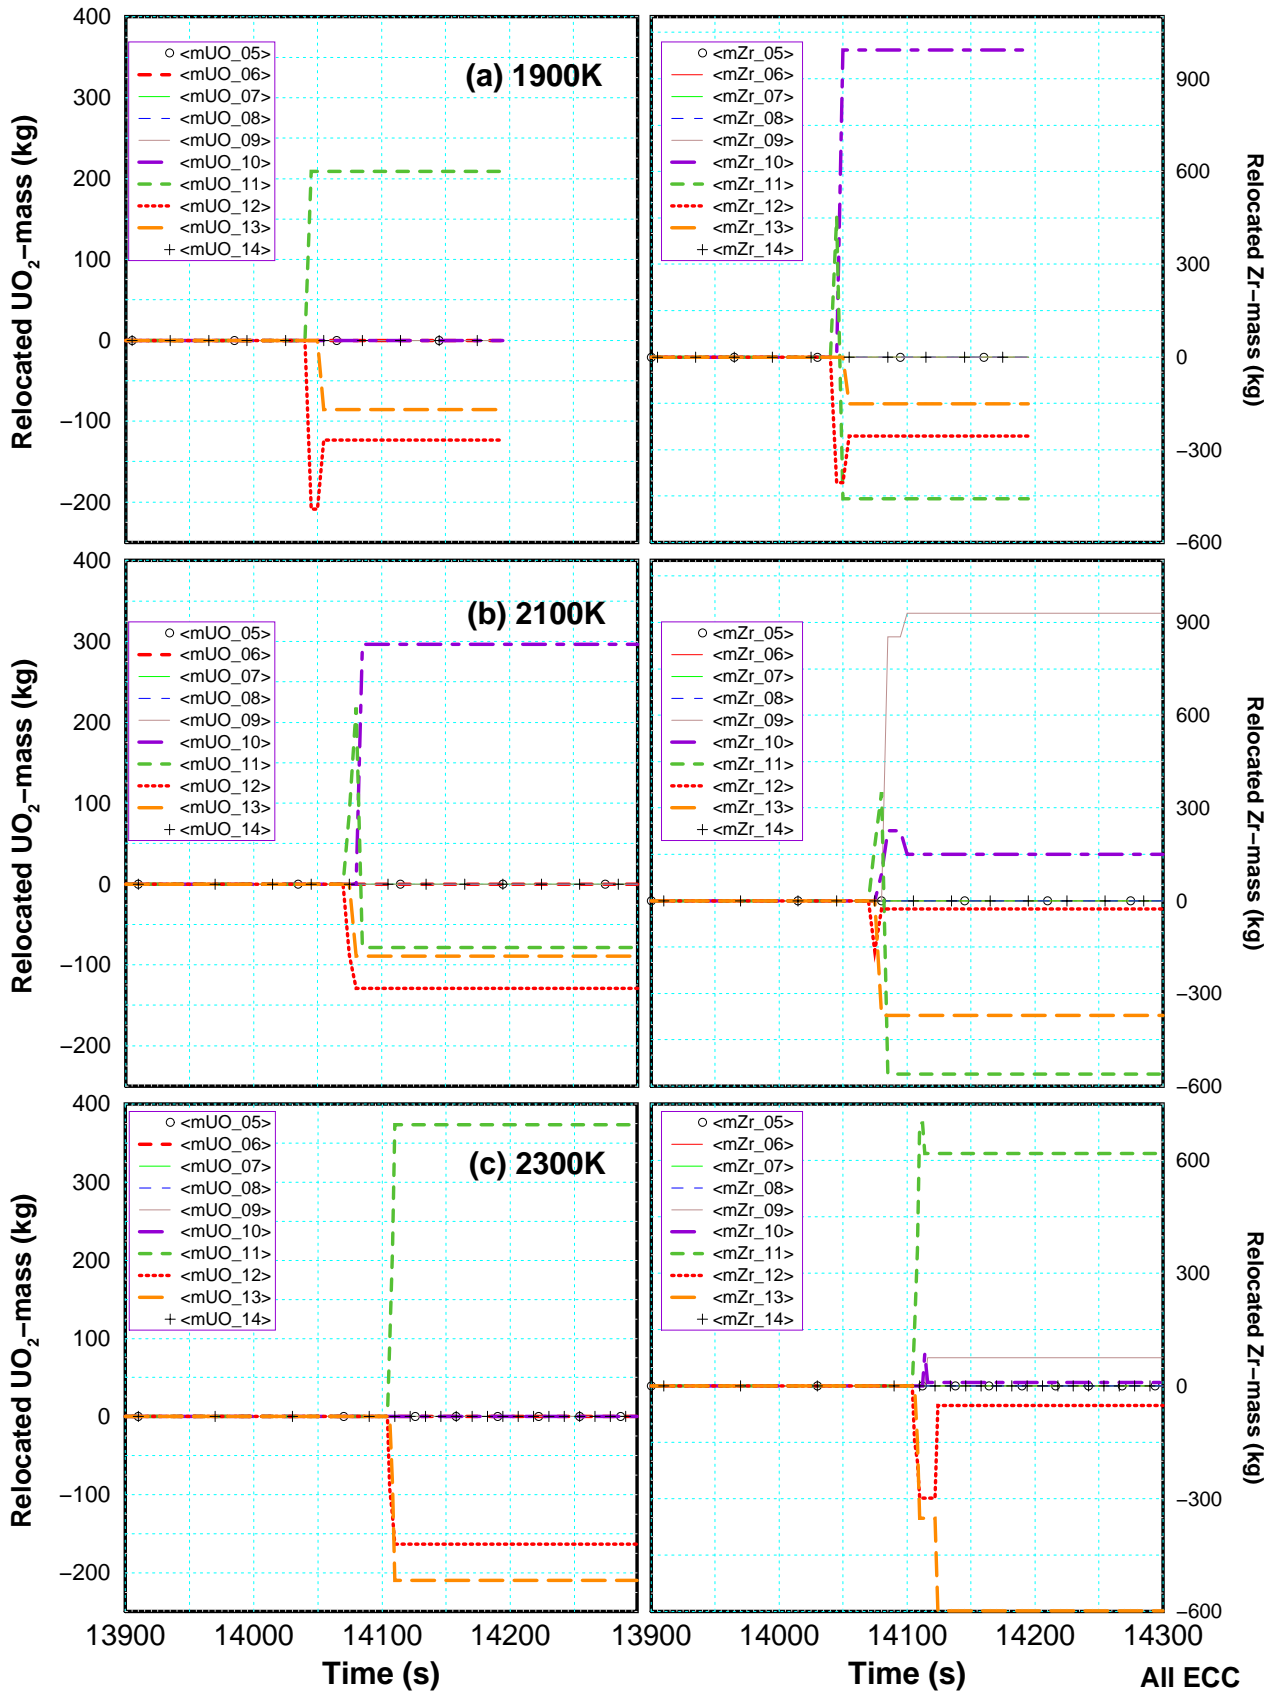 400
300
200
100
0
−100
−200
Relocated UO2−mass (kg)
<mUO_05>
<mUO_06>
<mUO_07>
<mUO_08>
<mUO_09>
<mUO_10>
<mUO_11>
<mUO_12>
<mUO_13>
<mUO_14>
(a) 1900K
<mZr_05>
<mZr_06>
<mZr_07>
<mZr_08>
<mZr_09>
<mZr_10>
<mZr_11>
<mZr_12>
<mZr_13>
<mZr_14>
900
600
300
0
−300
−600
Relocated Zr−mass (kg)
400
300
200
100
0
−100
−200
Relocated UO2−mass (kg)
<mUO_05>
<mUO_06>
<mUO_07>
<mUO_08>
<mUO_09>
<mUO_10>
<mUO_11>
<mUO_12>
<mUO_13>
<mUO_14>
(b) 2100K
<mZr_05>
<mZr_06>
<mZr_07>
<mZr_08>
<mZr_09>
<mZr_10>
<mZr_11>
<mZr_12>
<mZr_13>
<mZr_14>
900
600
300
0
−300
−600
Relocated Zr−mass (kg)
400
300
200
100
0
−100
−200
Relocated UO2−mass (kg)
<mUO_05>
<mUO_06>
<mUO_07>
<mUO_08>
<mUO_09>
<mUO_10>
<mUO_11>
<mUO_12>
<mUO_13>
<mUO_14>
(c) 2300K
<mZr_05>
<mZr_06>
<mZr_07>
<mZr_08>
<mZr_09>
<mZr_10>
<mZr_11>
<mZr_12>
<mZr_13>
<mZr_14>
600
300
0
−300
−600
Relocated Zr−mass (kg)
13900 14000 14100 14200 13900 14000 14100 14200 14300
Time (s) Time (s) All ECC